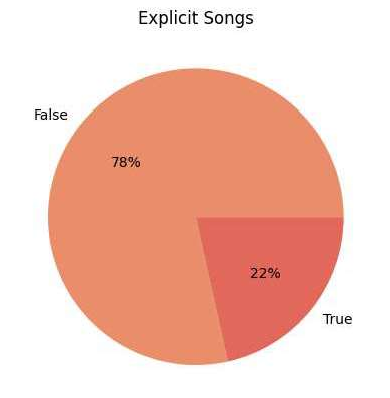 Explicit Songs
False
78%
22%
True